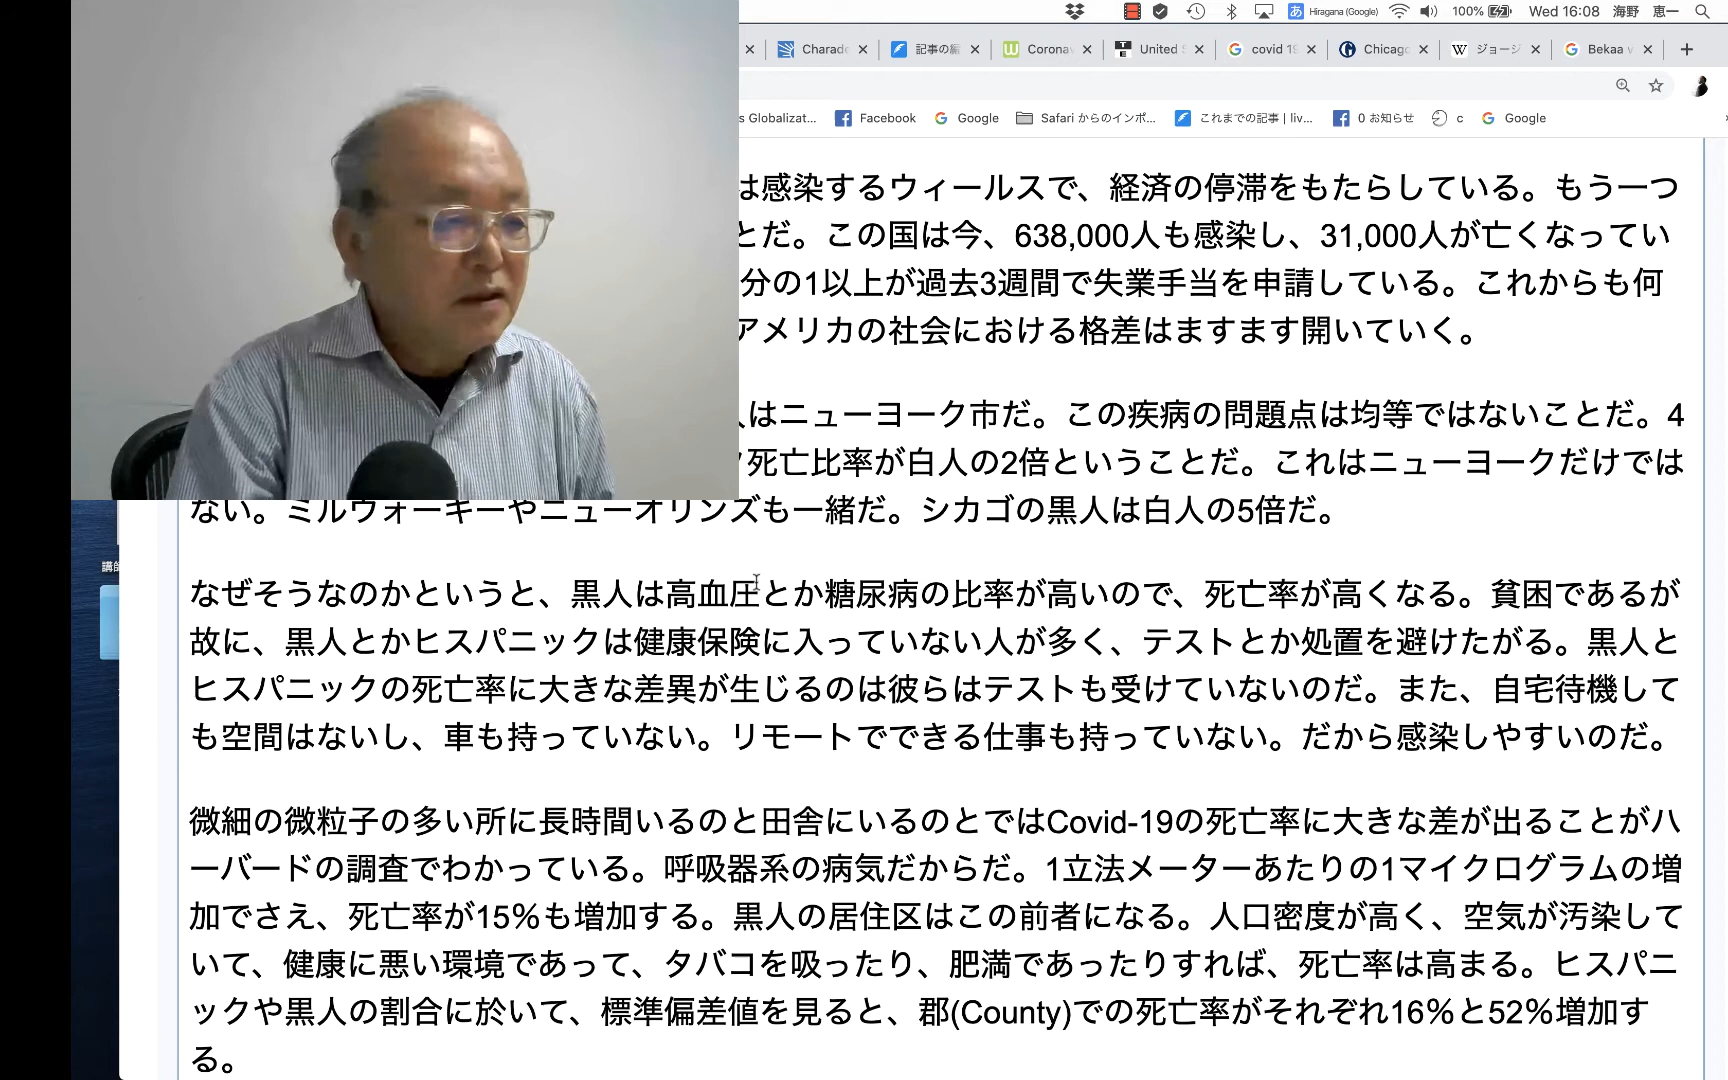 あ Hiragana (Google) 100% Wed 16:08 海野 恵一
Charade 記事の編 Corona United S covid 19 Chicago ジョージ Bekaa v
s Globalizat... Facebook Google Safari からのインポ... これまでの記事 | liv... 0 お知らせ c Google
は感染するウィールスで、経済の停滞をもたらしている。もう一つ
とだ。この国は今、638,000人も感染し、31,000人が亡くなってい
分の1以上が過去3週間で失業手当を申請している。これからも何
アメリカの社会における格差はますます開いていく。
はニューヨーク市だ。この疾病の問題点は均等ではないことだ。4
死亡比率が白人の2倍ということだ。これはニューヨークだけでは
ない。ミルウォーキーやニューオリンズも一緒だ。シカゴの黒人は白人の5倍だ。
なぜそうなのかというと、黒人は高血圧とか糖尿病の比率が高いので、死亡率が高くなる。貧困であるが
故に、黒人とかヒスパニックは健康保険に入っていない人が多く、テストとか処置を避けたがる。黒人と
ヒスパニックの死亡率に大きな差異が生じるのは彼らはテストも受けていないのだ。また、自宅待機して
も空間はないし、車も持っていない。リモートでできる仕事も持っていない。だから感染しやすいのだ。
微細の微粒子の多い所に長時間いるのと田舎にいるのとではCovid-19の死亡率に大きな差が出ることがハ
ーバードの調査でわかっている。呼吸器系の病気だからだ。1立法メーターあたりの1マイクログラムの増
加でさえ、死亡率が15%も増加する。黒人の居住区はこの前者になる。人口密度が高く、空気が汚染して
いて、健康に悪い環境であって、タバコを吸ったり、肥満であったりすれば、死亡率は高まる。ヒスパニ
ックや黒人の割合に於いて、標準偏差値を見ると、郡(County)での死亡率がそれぞれ16%と52%増加す
る。